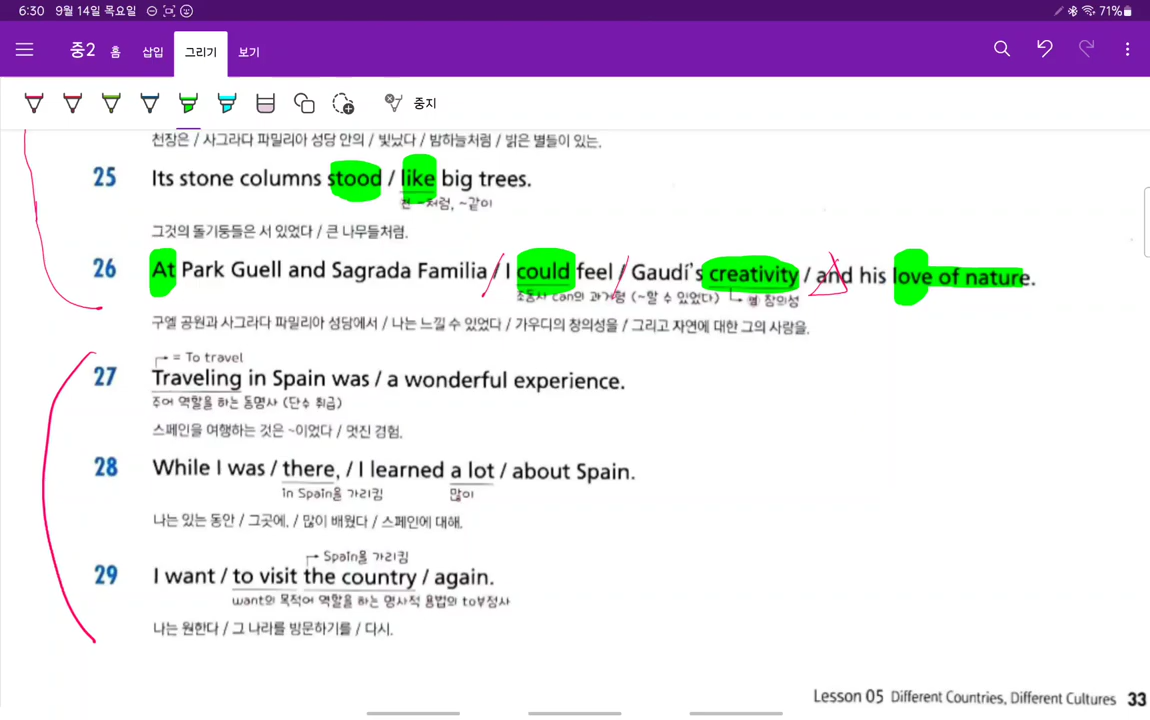 6:30 9월 14일 목요일 71%
중2 홈 삽입 그리기 보기
중지
천장은 / 사그라다 파밀리아 성당 안의 / 빛났다 / 밤하늘처럼 / 밝은 별들이 있는.
25 Its stone columns stood / like big trees.
전 ~처럼, ~같이
그것의 돌기둥들은 서 있었다 / 큰 나무들처럼.
26 At Park Guell and Sagrada Familia / I could feel / Gaudí's creativity / and his love of nature.
조동사 can의 과거형 (~할 수 있었다) 명 창의성
구엘 공원과 사그라다 파밀리아 성당에서 / 나는 느낄 수 있었다 / 가우디의 창의성을 / 그리고 자연에 대한 그의 사랑을.
= To travel
27 Traveling in Spain was / a wonderful experience.
주어 역할을 하는 동명사 (단수 취급)
스페인을 여행하는 것은 ~이었다 / 멋진 경험.
28 While I was / there, / I learned a lot / about Spain.
in Spain을 가리킴 많이
나는 있는 동안 / 그곳에, / 많이 배웠다 / 스페인에 대해.
Spain을 가리킴
29 I want / to visit the country / again.
want의 목적어 역할을 하는 명사적 용법의 to부정사
나는 원한다 / 그 나라를 방문하기를 / 다시.
Lesson 05 Different Countries, Different Cultures 33